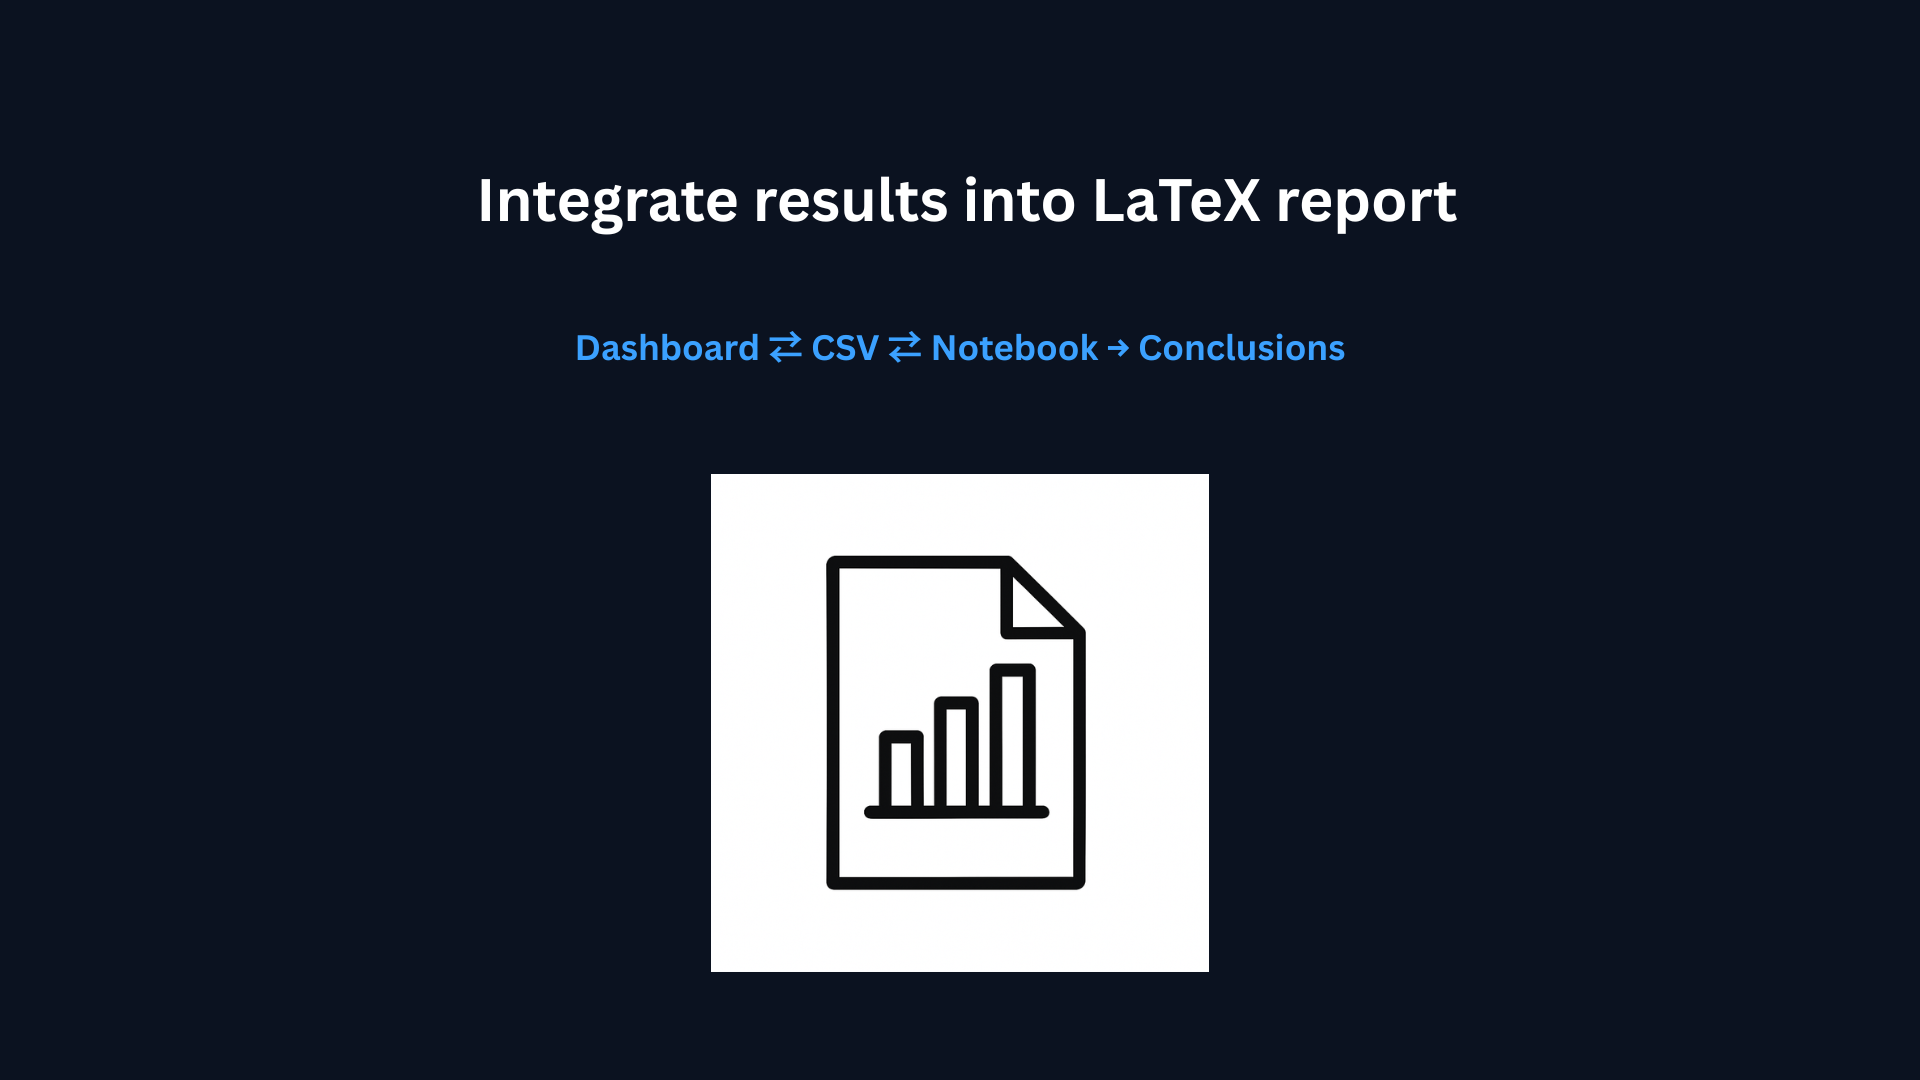 Integrate results into LaTeX report
Dashboard ⇄ CSV ⇄ Notebook → Conclusions